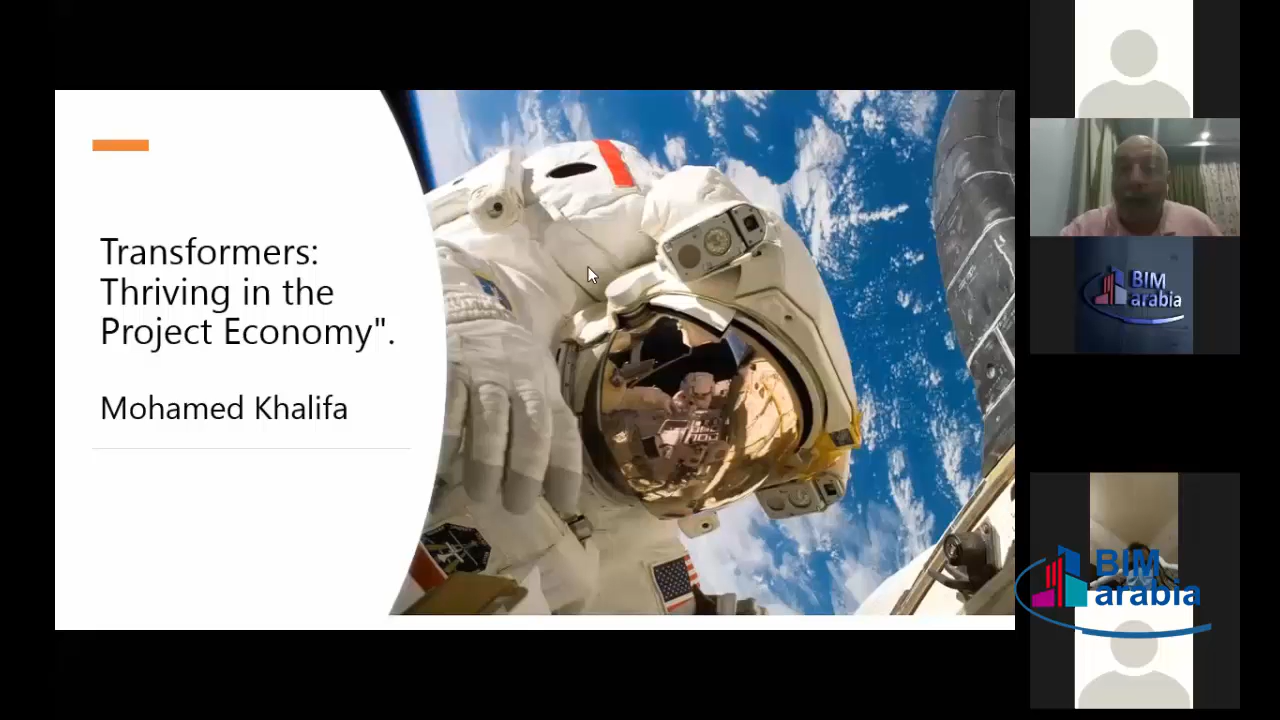 Transformers:
Thriving in the
Project Economy".
Mohamed Khalifa
BIM
arabia
BIM
arabia